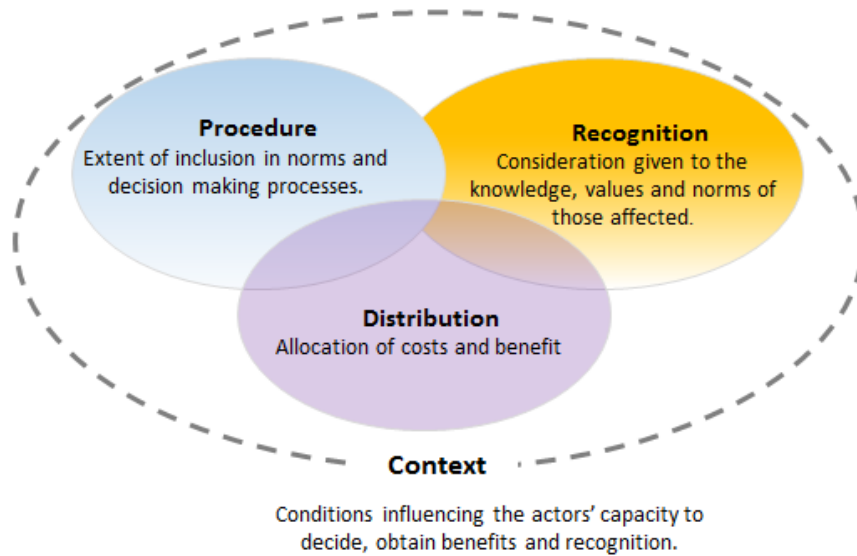 Procedure
Extent of inclusion in norms and
decision making processes.
Recognition
Consideration given to the
knowledge, values and norms of
those affected.
Distribution
Allocation of costs and benefit
Context
Conditions influencing the actors' capacity to
decide, obtain benefits and recognition.